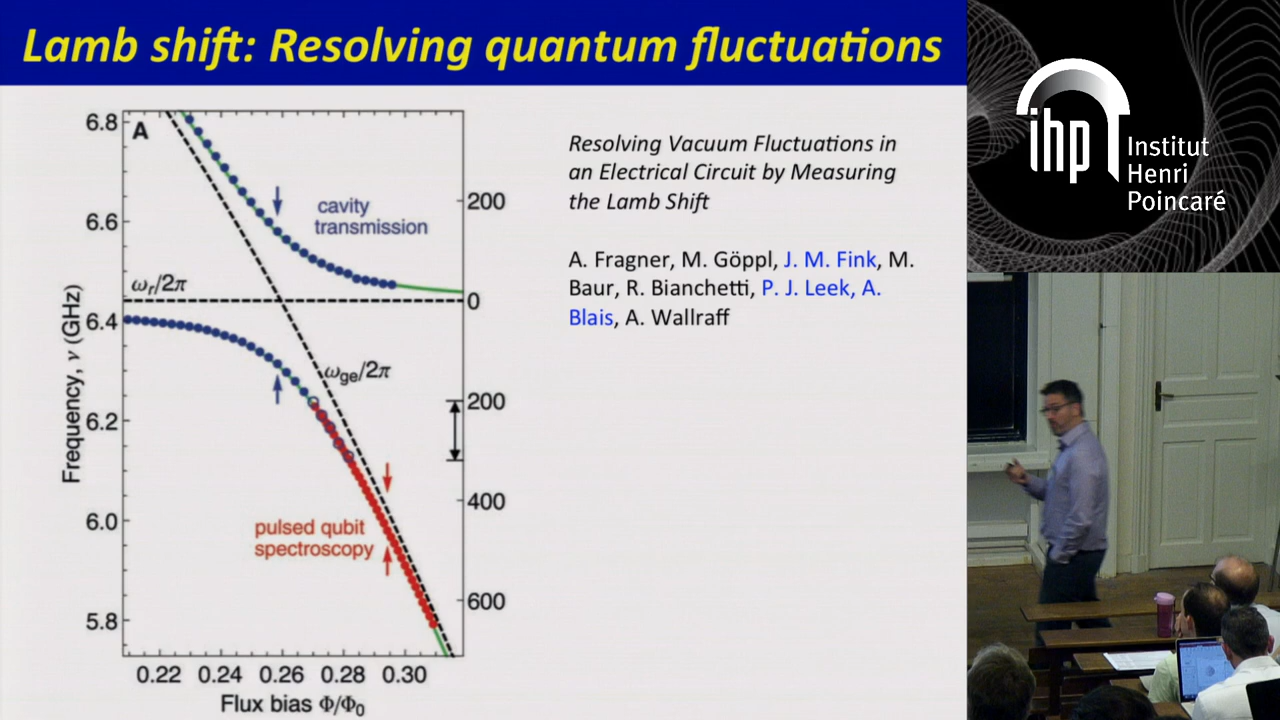 Lamb shift: Resolving quantum fluctuations
A
6.8
6.6
6.4
6.2
6.0
5.8
Frequency, ν (GHz)
cavity
transmission
ωr/2π
ωge/2π
pulsed qubit
spectroscopy
200
0
200
400
600
0.22 0.24 0.26 0.28 0.30
Flux bias Φ/Φ0
Resolving Vacuum Fluctuations in
an Electrical Circuit by Measuring
the Lamb Shift
A. Fragner, M. Göppl, J. M. Fink, M.
Baur, R. Bianchetti, P. J. Leek, A.
Blais, A. Wallraff
ihp
Institut
Henri
Poincaré